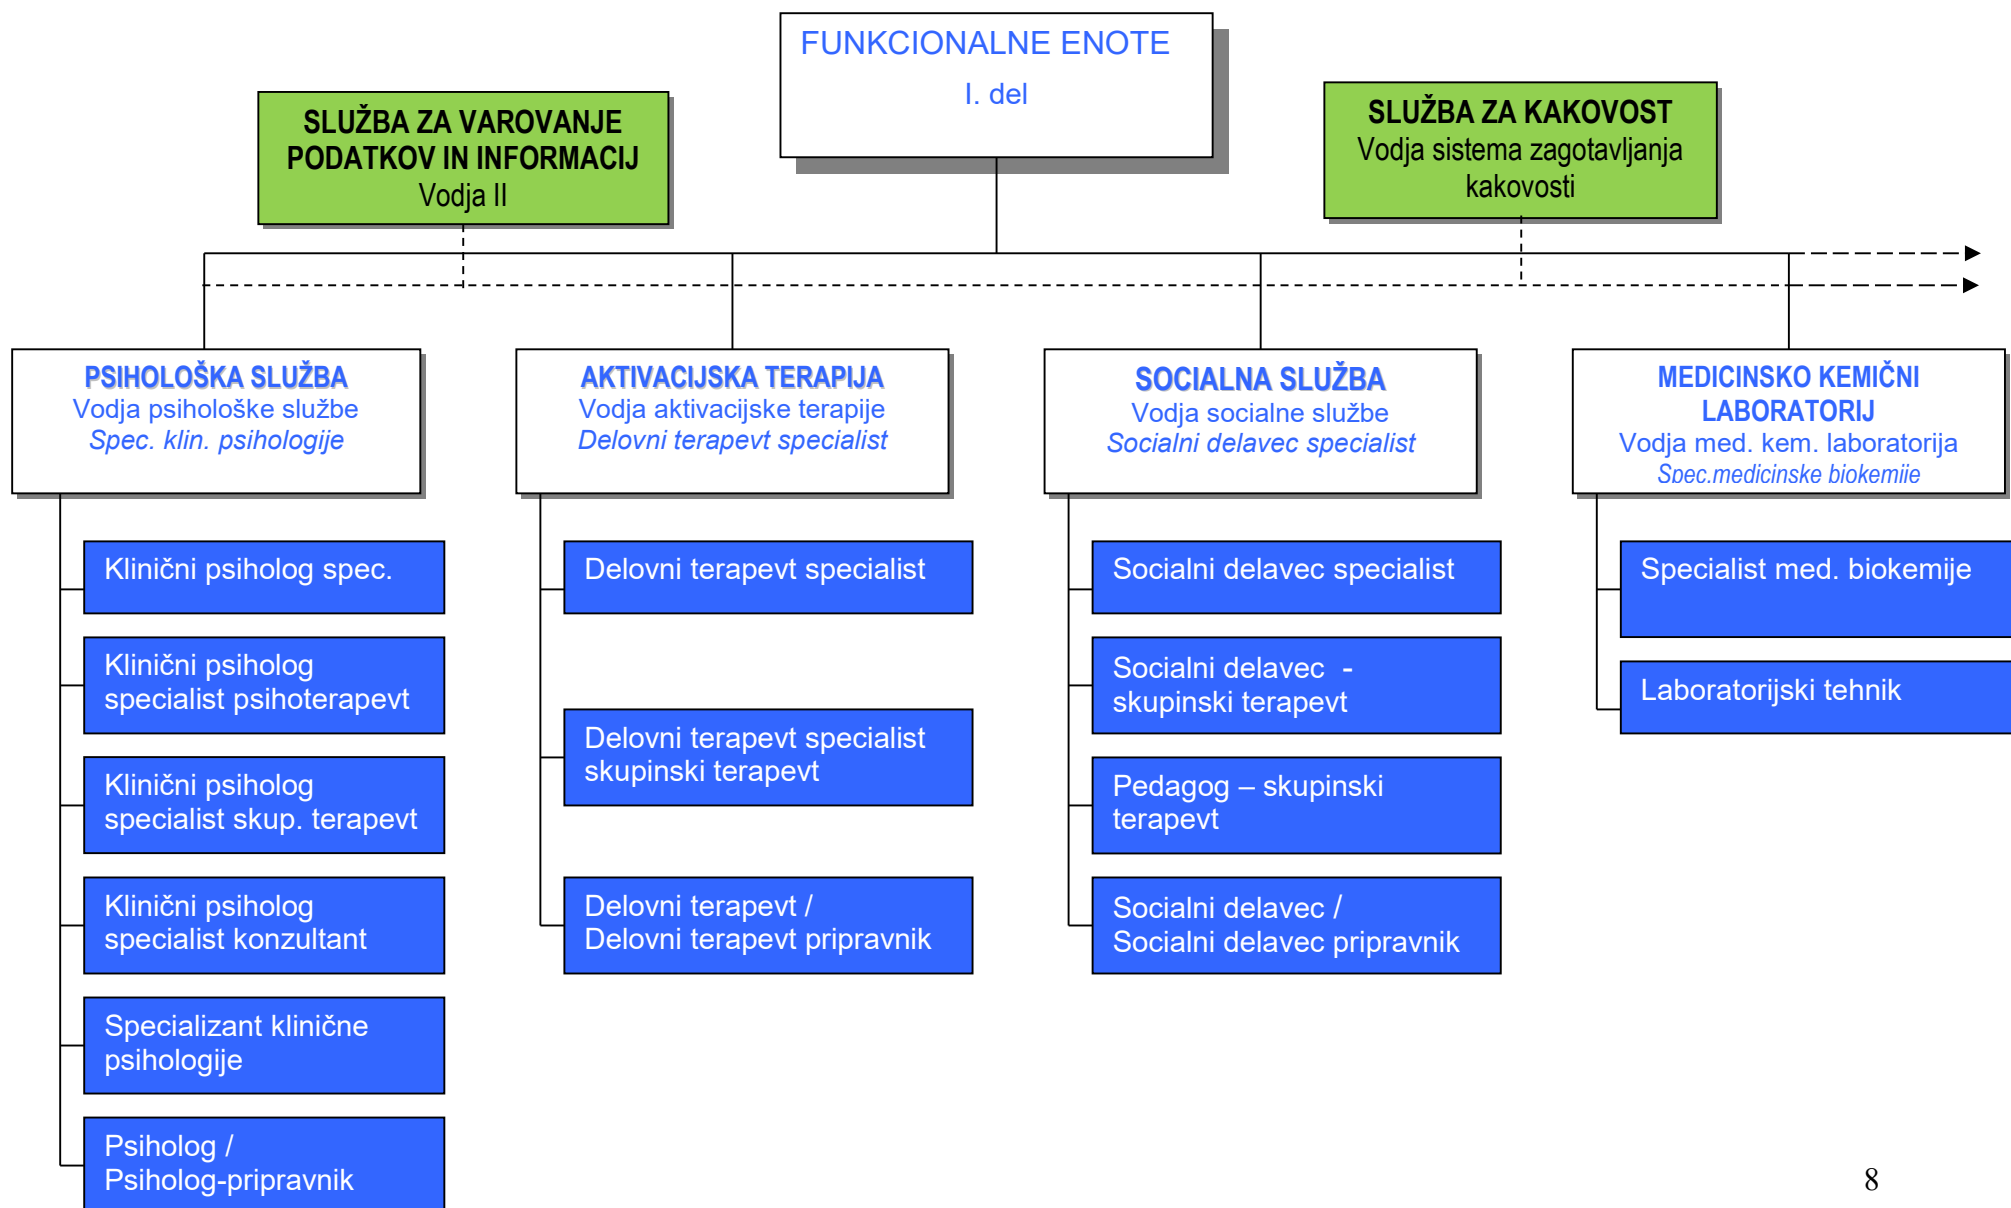 FUNKCIONALNE ENOTE
I. del
SLUŽBA ZA VAROVANJE
PODATKOV IN INFORMACIJ
Vodja II
SLUŽBA ZA KAKOVOST
Vodja sistema zagotavljanja
kakovosti
PSIHOLOŠKA SLUŽBA
Vodja psihološke službe
Spec. klin. psihologije
AKTIVACIJSKA TERAPIJA
Vodja aktivacijske terapije
Delovni terapevt specialist
SOCIALNA SLUŽBA
Vodja socialne službe
Socialni delavec specialist
MEDICINSKO KEMIČNI
LABORATORIJ
Vodja med. kem. laboratorija
Spec.medicinske biokemije
Klinični psiholog spec.
Klinični psiholog
specialist psihoterapevt
Klinični psiholog
specialist skup. terapevt
Klinični psiholog
specialist konzultant
Specializant klinične
psihologije
Psiholog /
Psiholog-pripravnik
Delovni terapevt specialist
Delovni terapevt specialist
skupinski terapevt
Delovni terapevt /
Delovni terapevt pripravnik
Socialni delavec specialist
Socialni delavec  -
skupinski terapevt
Pedagog – skupinski
terapevt
Socialni delavec /
Socialni delavec pripravnik
Specialist med. biokemije
Laboratorijski tehnik
8